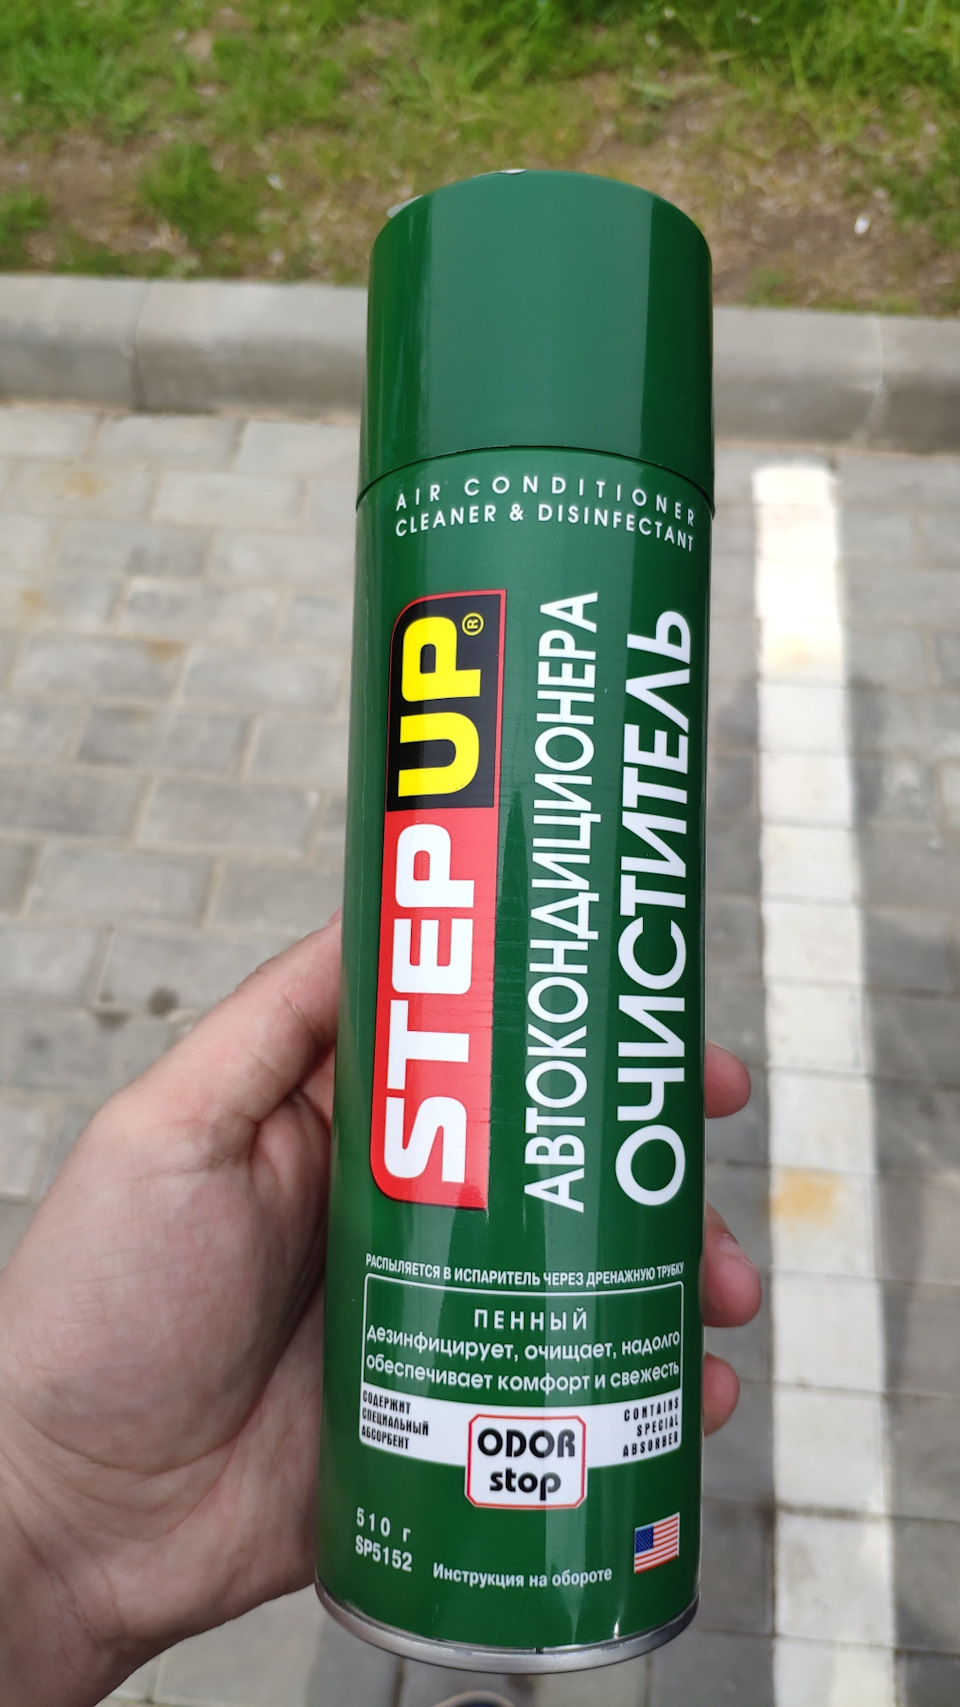 AIR CONDITIONER
CLEANER & DISINFECTANT
STEP UP®
АВТОКОНДИЦИОНЕРА
ОЧИСТИТЕЛЬ
РАСПЫЛЯЕТСЯ В ИСПАРИТЕЛЬ ЧЕРЕЗ ДРЕНАЖНУЮ ТРУБКУ
ПЕННЫЙ
дезинфицирует, очищает, надолго
обеспечивает комфорт и свежесть
СОДЕРЖИТ
СПЕЦИАЛЬНЫЙ
АБСОРБЕНТ
ODOR
stop
CONTAINS
SPECIAL
ABSORBER
510 г
SP5152
Инструкция на обороте